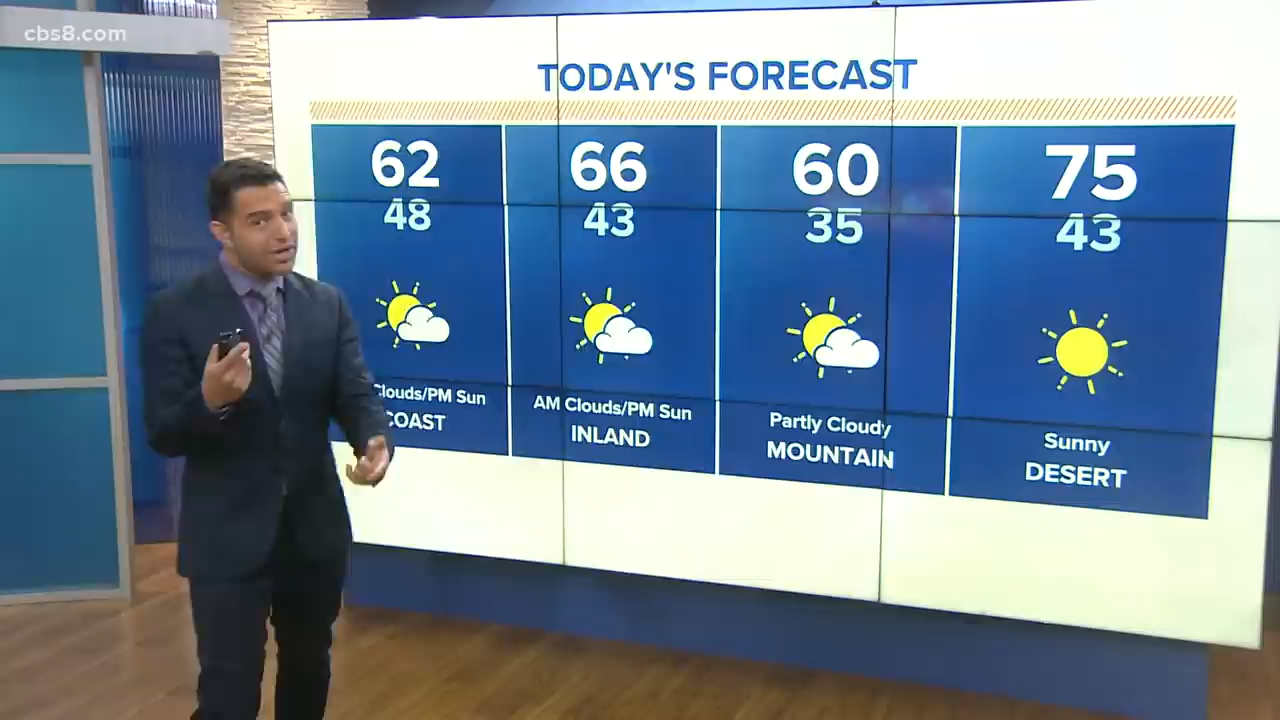 cbs8.com
TODAY'S FORECAST
62
48
Clouds/PM Sun
COAST
66
43
AM Clouds/PM Sun
INLAND
60
35
Partly Cloudy
MOUNTAIN
75
43
Sunny
DESERT